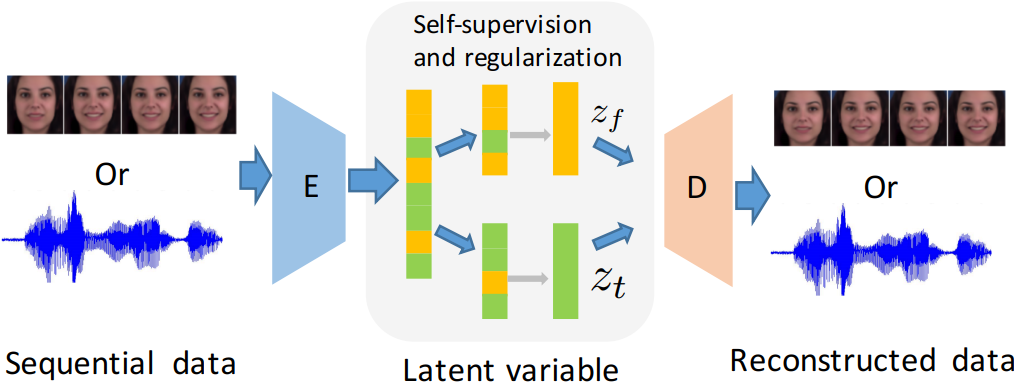 Self-supervision
and regularization
Or
E
z_f
z_t
D
Or
Sequential data
Latent variable
Reconstructed data